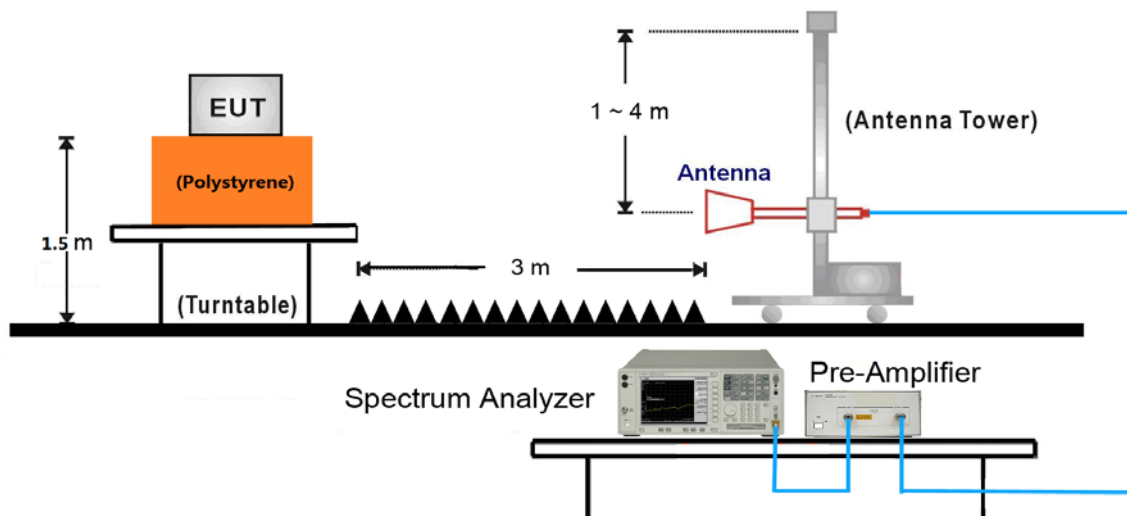 EUT
(Polystyrene)
1.5 m
(Turntable)
3 m
1 ~ 4 m
(Antenna Tower)
Antenna
Spectrum Analyzer
Pre-Amplifier